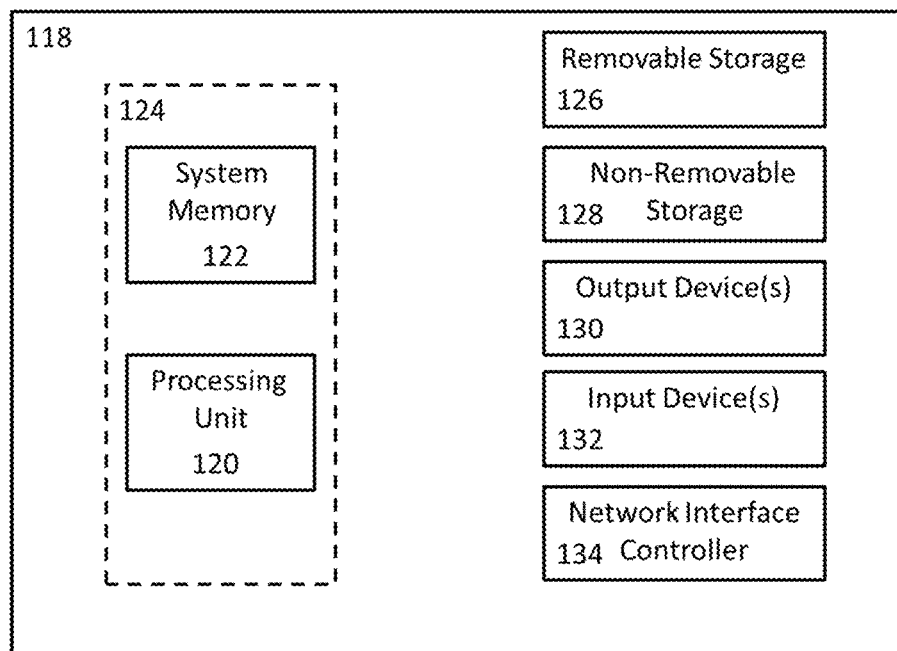 118
124
System
Memory
122
Processing
Unit
120
Removable Storage
126
Non-Removable
128 Storage
Output Device(s)
130
Input Device(s)
132
Network Interface
134 Controller